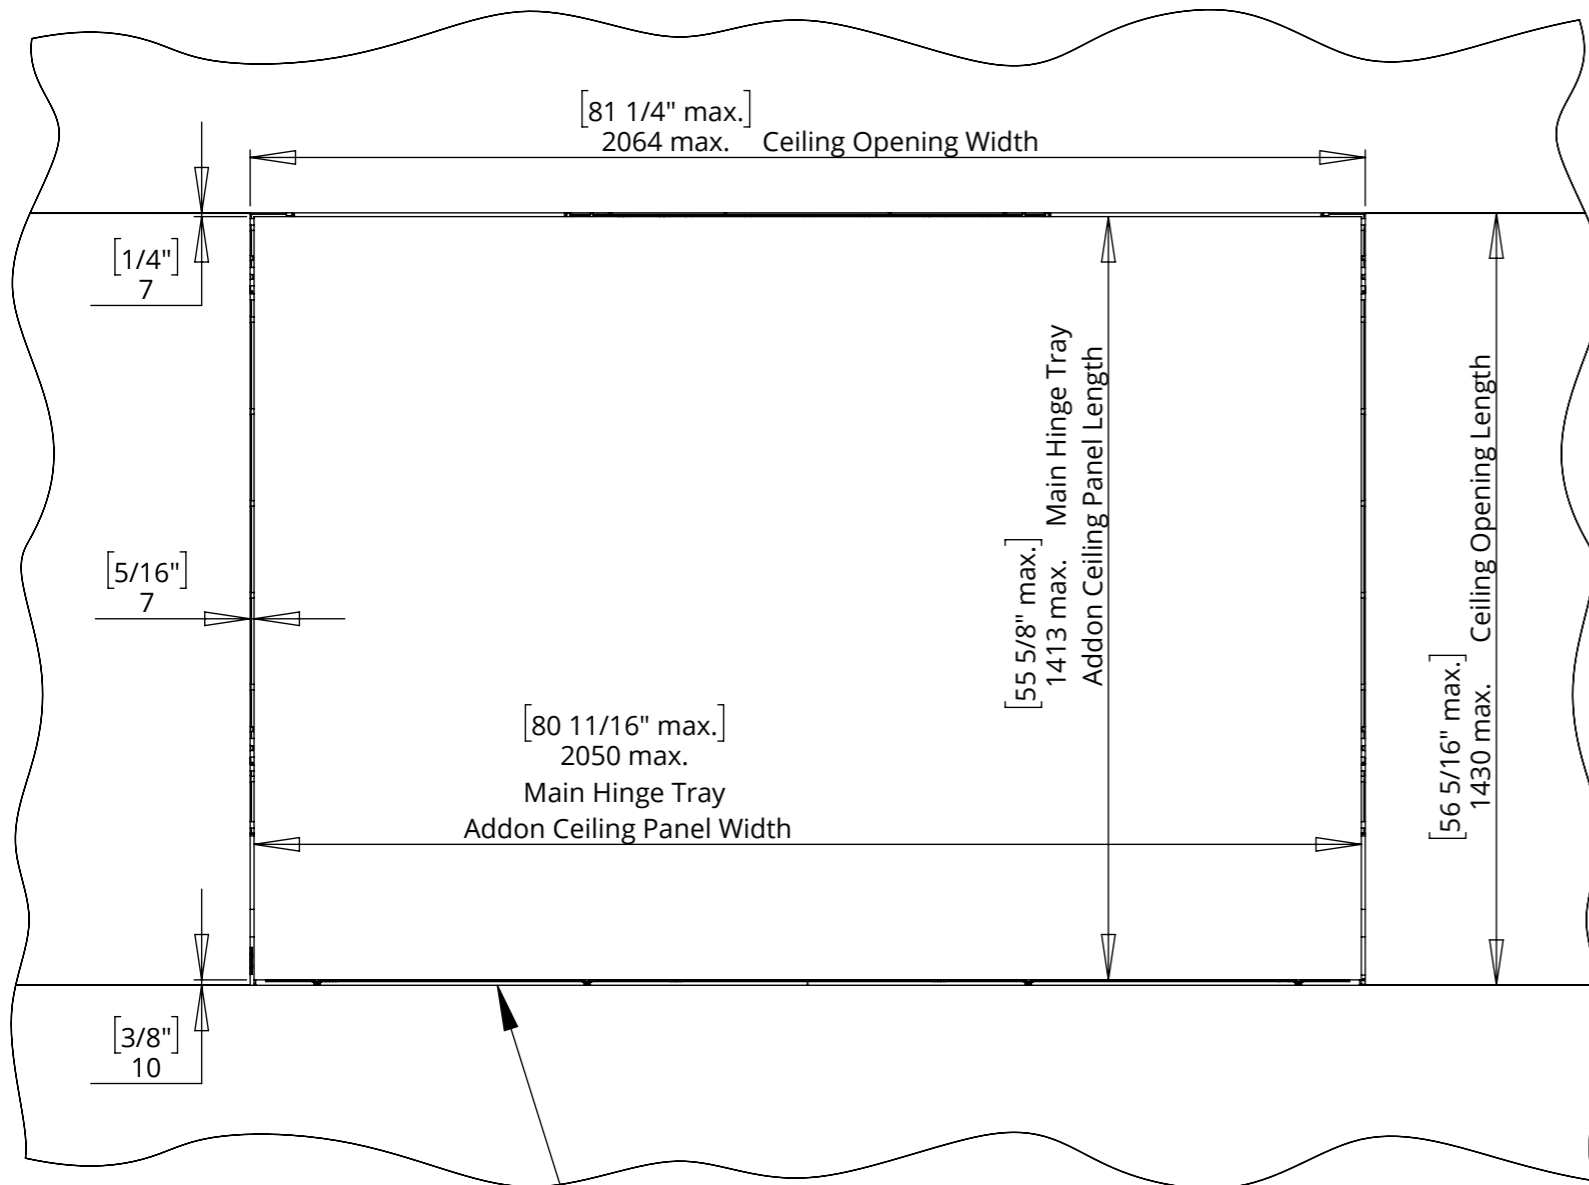 [81 1/4" max.]
2064 max. Ceiling Opening Width
[1/4"]
7
[5/16"]
7
[55 5/8" max.]
1413 max. Main Hinge Tray
Addon Ceiling Panel Length
[56 5/16" max.]
1430 max. Ceiling Opening Length
[80 11/16" max.]
2050 max.
Main Hinge Tray
Addon Ceiling Panel Width
[3/8"]
10